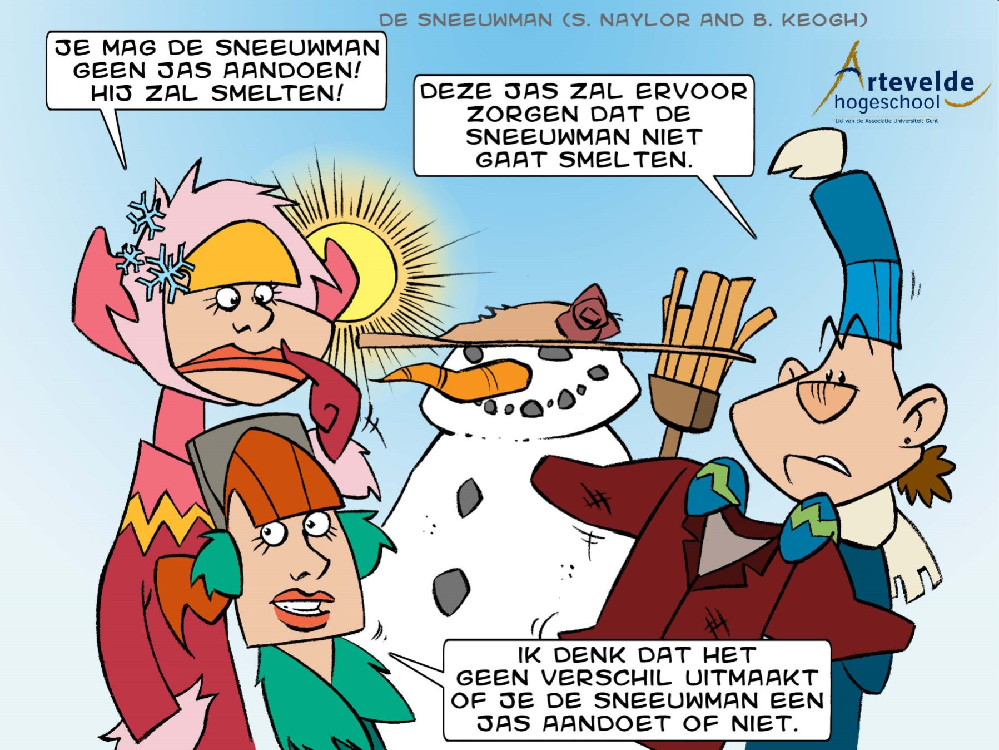 DE SNEEUWMAN (S. NAYLOR AND B. KEOGH)
JE MAG DE SNEEUWMAN
GEEN JAS AANDOEN!
HIJ ZAL SMELTEN!
Artevelde
hogeschool
Lid van de Associatie Universiteit Gent
DEZE JAS ZAL ERVOOR
ZORGEN DAT DE
SNEEUWMAN NIET
GAAT SMELTEN.
IK DENK DAT HET
GEEN VERSCHIL UITMAAKT
OF JE DE SNEEUWMAN EEN
JAS AANDOET OF NIET.